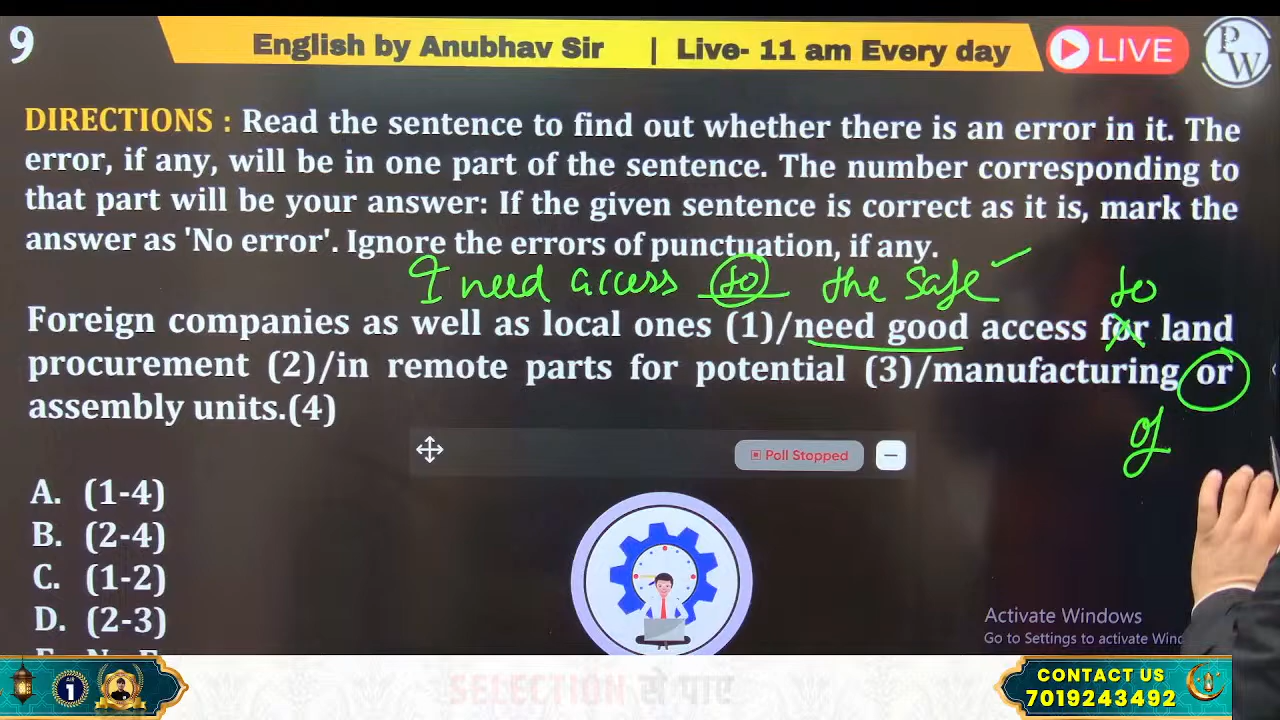 9
English by Anubhav Sir | Live- 11 am Every day
LIVE
PW
DIRECTIONS : Read the sentence to find out whether there is an error in it. The
error, if any, will be in one part of the sentence. The number corresponding to
that part will be your answer: If the given sentence is correct as it is, mark the
answer as 'No error'. Ignore the errors of punctuation, if any.
I need access to the safe
to
Foreign companies as well as local ones (1)/need good access for land
procurement (2)/in remote parts for potential (3)/manufacturing or
assembly units.(4)
of
Poll Stopped
A. (1-4)
B. (2-4)
C. (1-2)
D. (2-3)
Activate Windows
Go to Settings to activate Wind
1
SELECTION से पाए
CONTACT US
7019243492